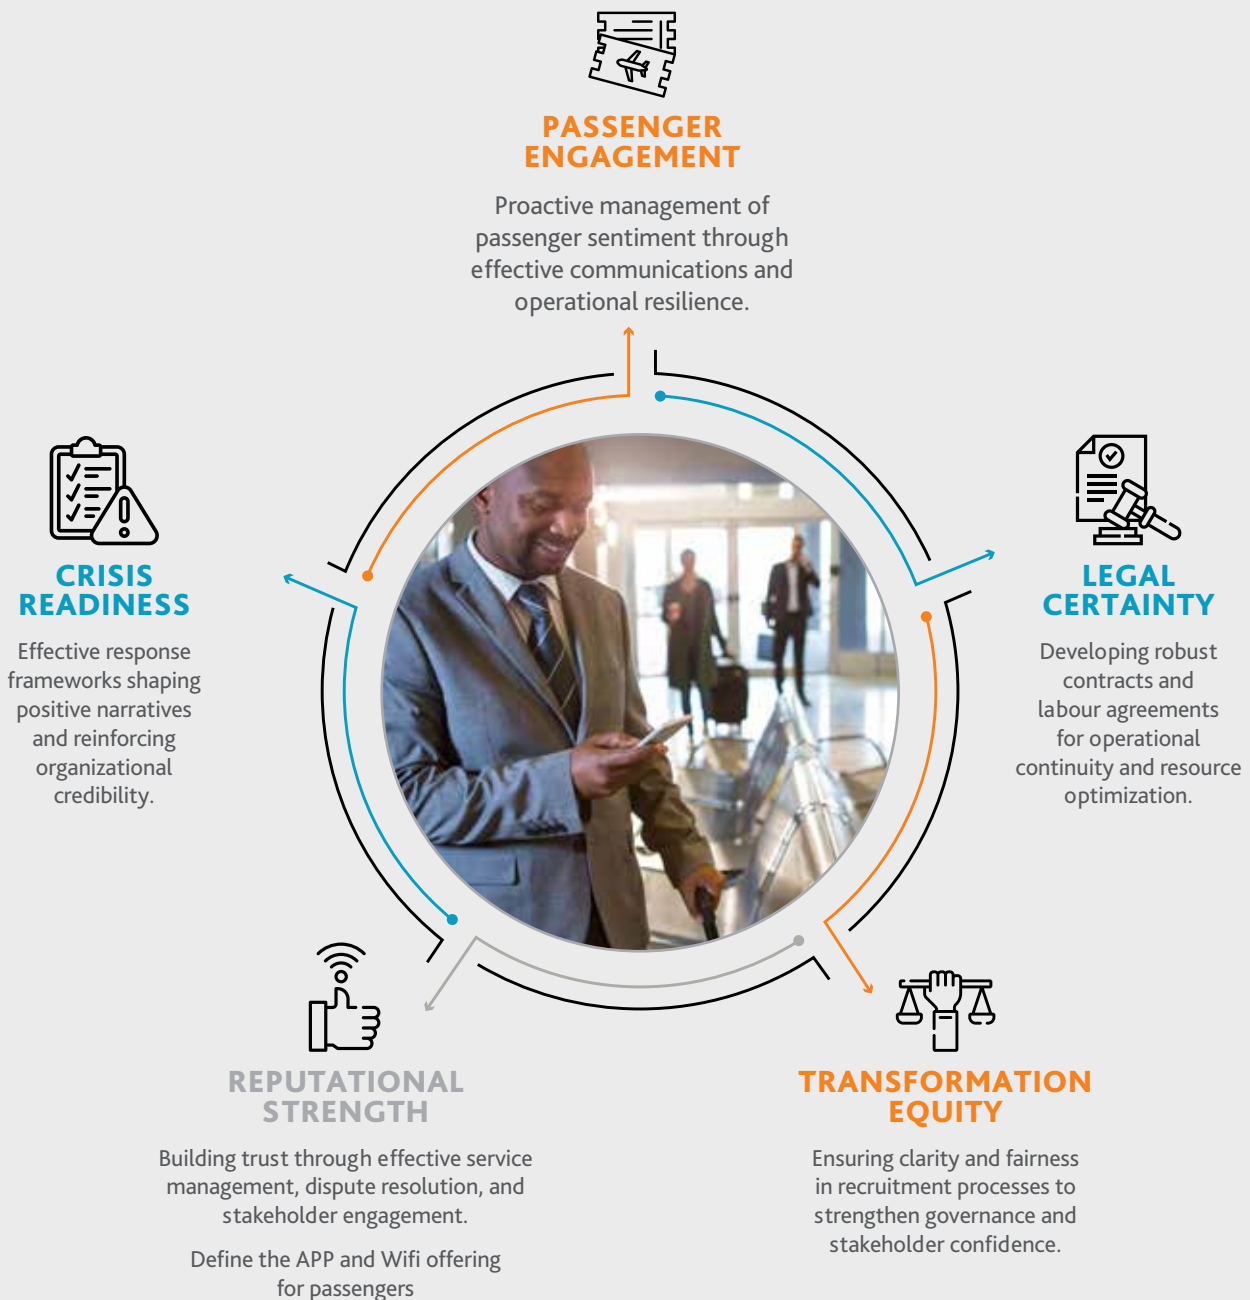 PASSENGER
ENGAGEMENT
Proactive management of
passenger sentiment through
effective communications and
operational resilience.
CRISIS
READINESS
Effective response
frameworks shaping
positive narratives
and reinforcing
organizational
credibility.
LEGAL
CERTAINTY
Developing robust
contracts and
labour agreements
for operational
continuity and resource
optimization.
REPUTATIONAL
STRENGTH
Building trust through effective service
management, dispute resolution, and
stakeholder engagement.
Define the APP and Wifi offering
for passengers
TRANSFORMATION
EQUITY
Ensuring clarity and fairness
in recruitment processes to
strengthen governance and
stakeholder confidence.